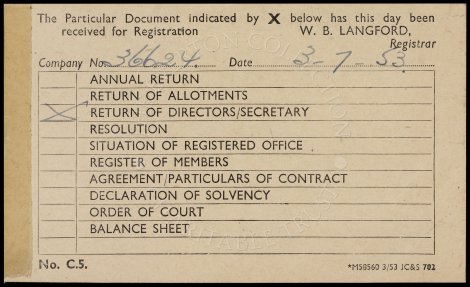 The Particular Document indicated by X below has this day been
received for Registration W. B. LANGFORD,
Registrar
Company No. 36624 Date 3-7-53
ANNUAL RETURN
RETURN OF ALLOTMENTS
X RETURN OF DIRECTORS/SECRETARY
RESOLUTION
SITUATION OF REGISTERED OFFICE
REGISTER OF MEMBERS
AGREEMENT/PARTICULARS OF CONTRACT
DECLARATION OF SOLVENCY
ORDER OF COURT
BALANCE SHEET
No. C.5. *M58560 3/53 JC&S 702